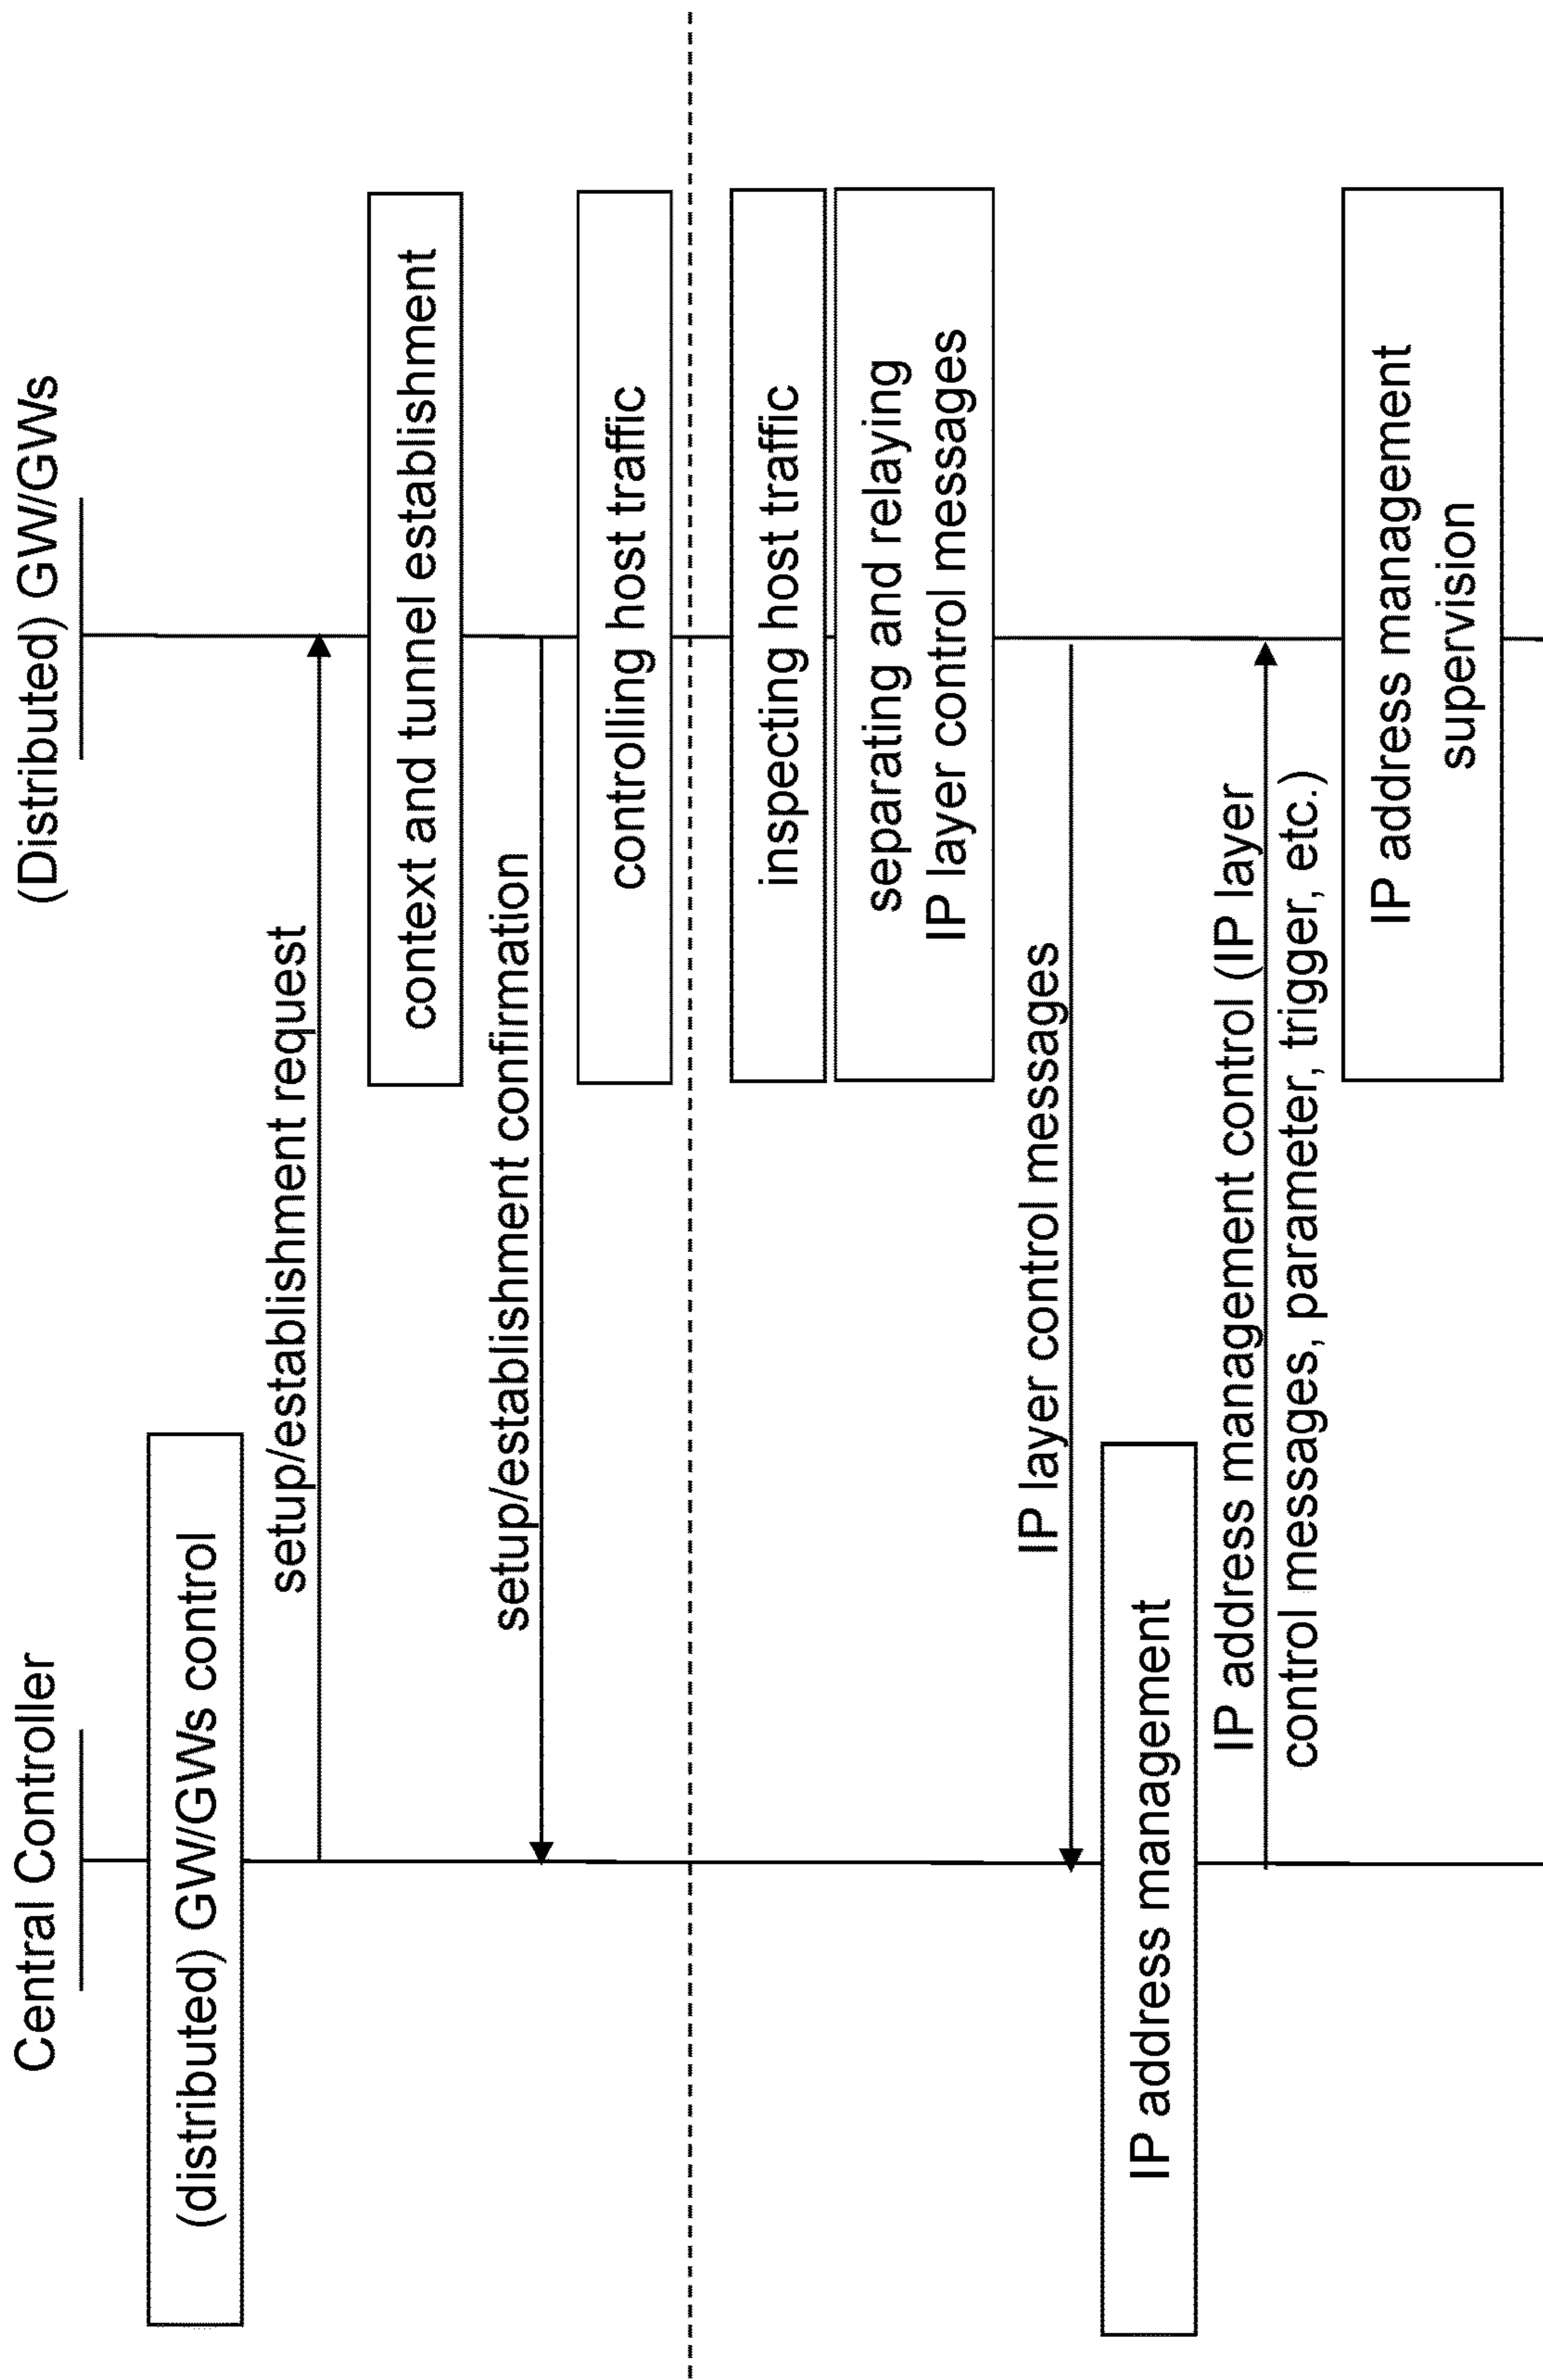 Central Controller
(Distributed) GW/GWs
(distributed) GW/GWs control
setup/establishment request
context and tunnel establishment
setup/establishment confirmation
controlling host traffic
inspecting host traffic
separating and relaying
IP layer control messages
IP layer control messages
IP address management
IP address management control (IP layer
control messages, parameter, trigger, etc.)
IP address management
supervision